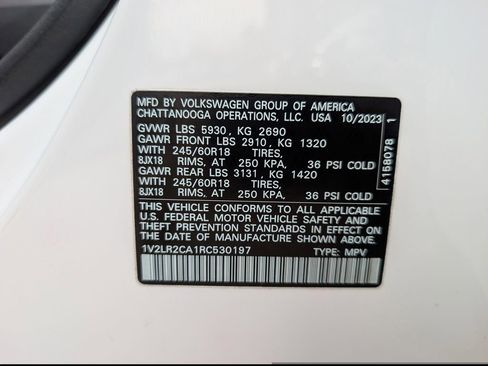 MFD BY VOLKSWAGEN GROUP OF AMERICA
CHATTANOOGA OPERATIONS, LLC. USA 10/2023
GVWR LBS 5930, KG 2690
GAWR FRONT LBS 2910, KG 1320
WITH 245/60R18 TIRES,
8JX18 RIMS, AT 250 KPA, 36 PSI COLD
GAWR REAR LBS 3131, KG 1420
WITH 245/60R18 TIRES,
8JX18 RIMS, AT 250 KPA, 36 PSI COLD
THIS VEHICLE CONFORMS TO ALL APPLICABLE
U.S. FEDERAL MOTOR VEHICLE SAFETY AND
THEFT PREVENTION STANDARDS IN EFFECT ON THE
DATE OF MANUFACTURE SHOWN ABOVE.
1V2LR2CA1RC530197 TYPE: MPV
4158078 1